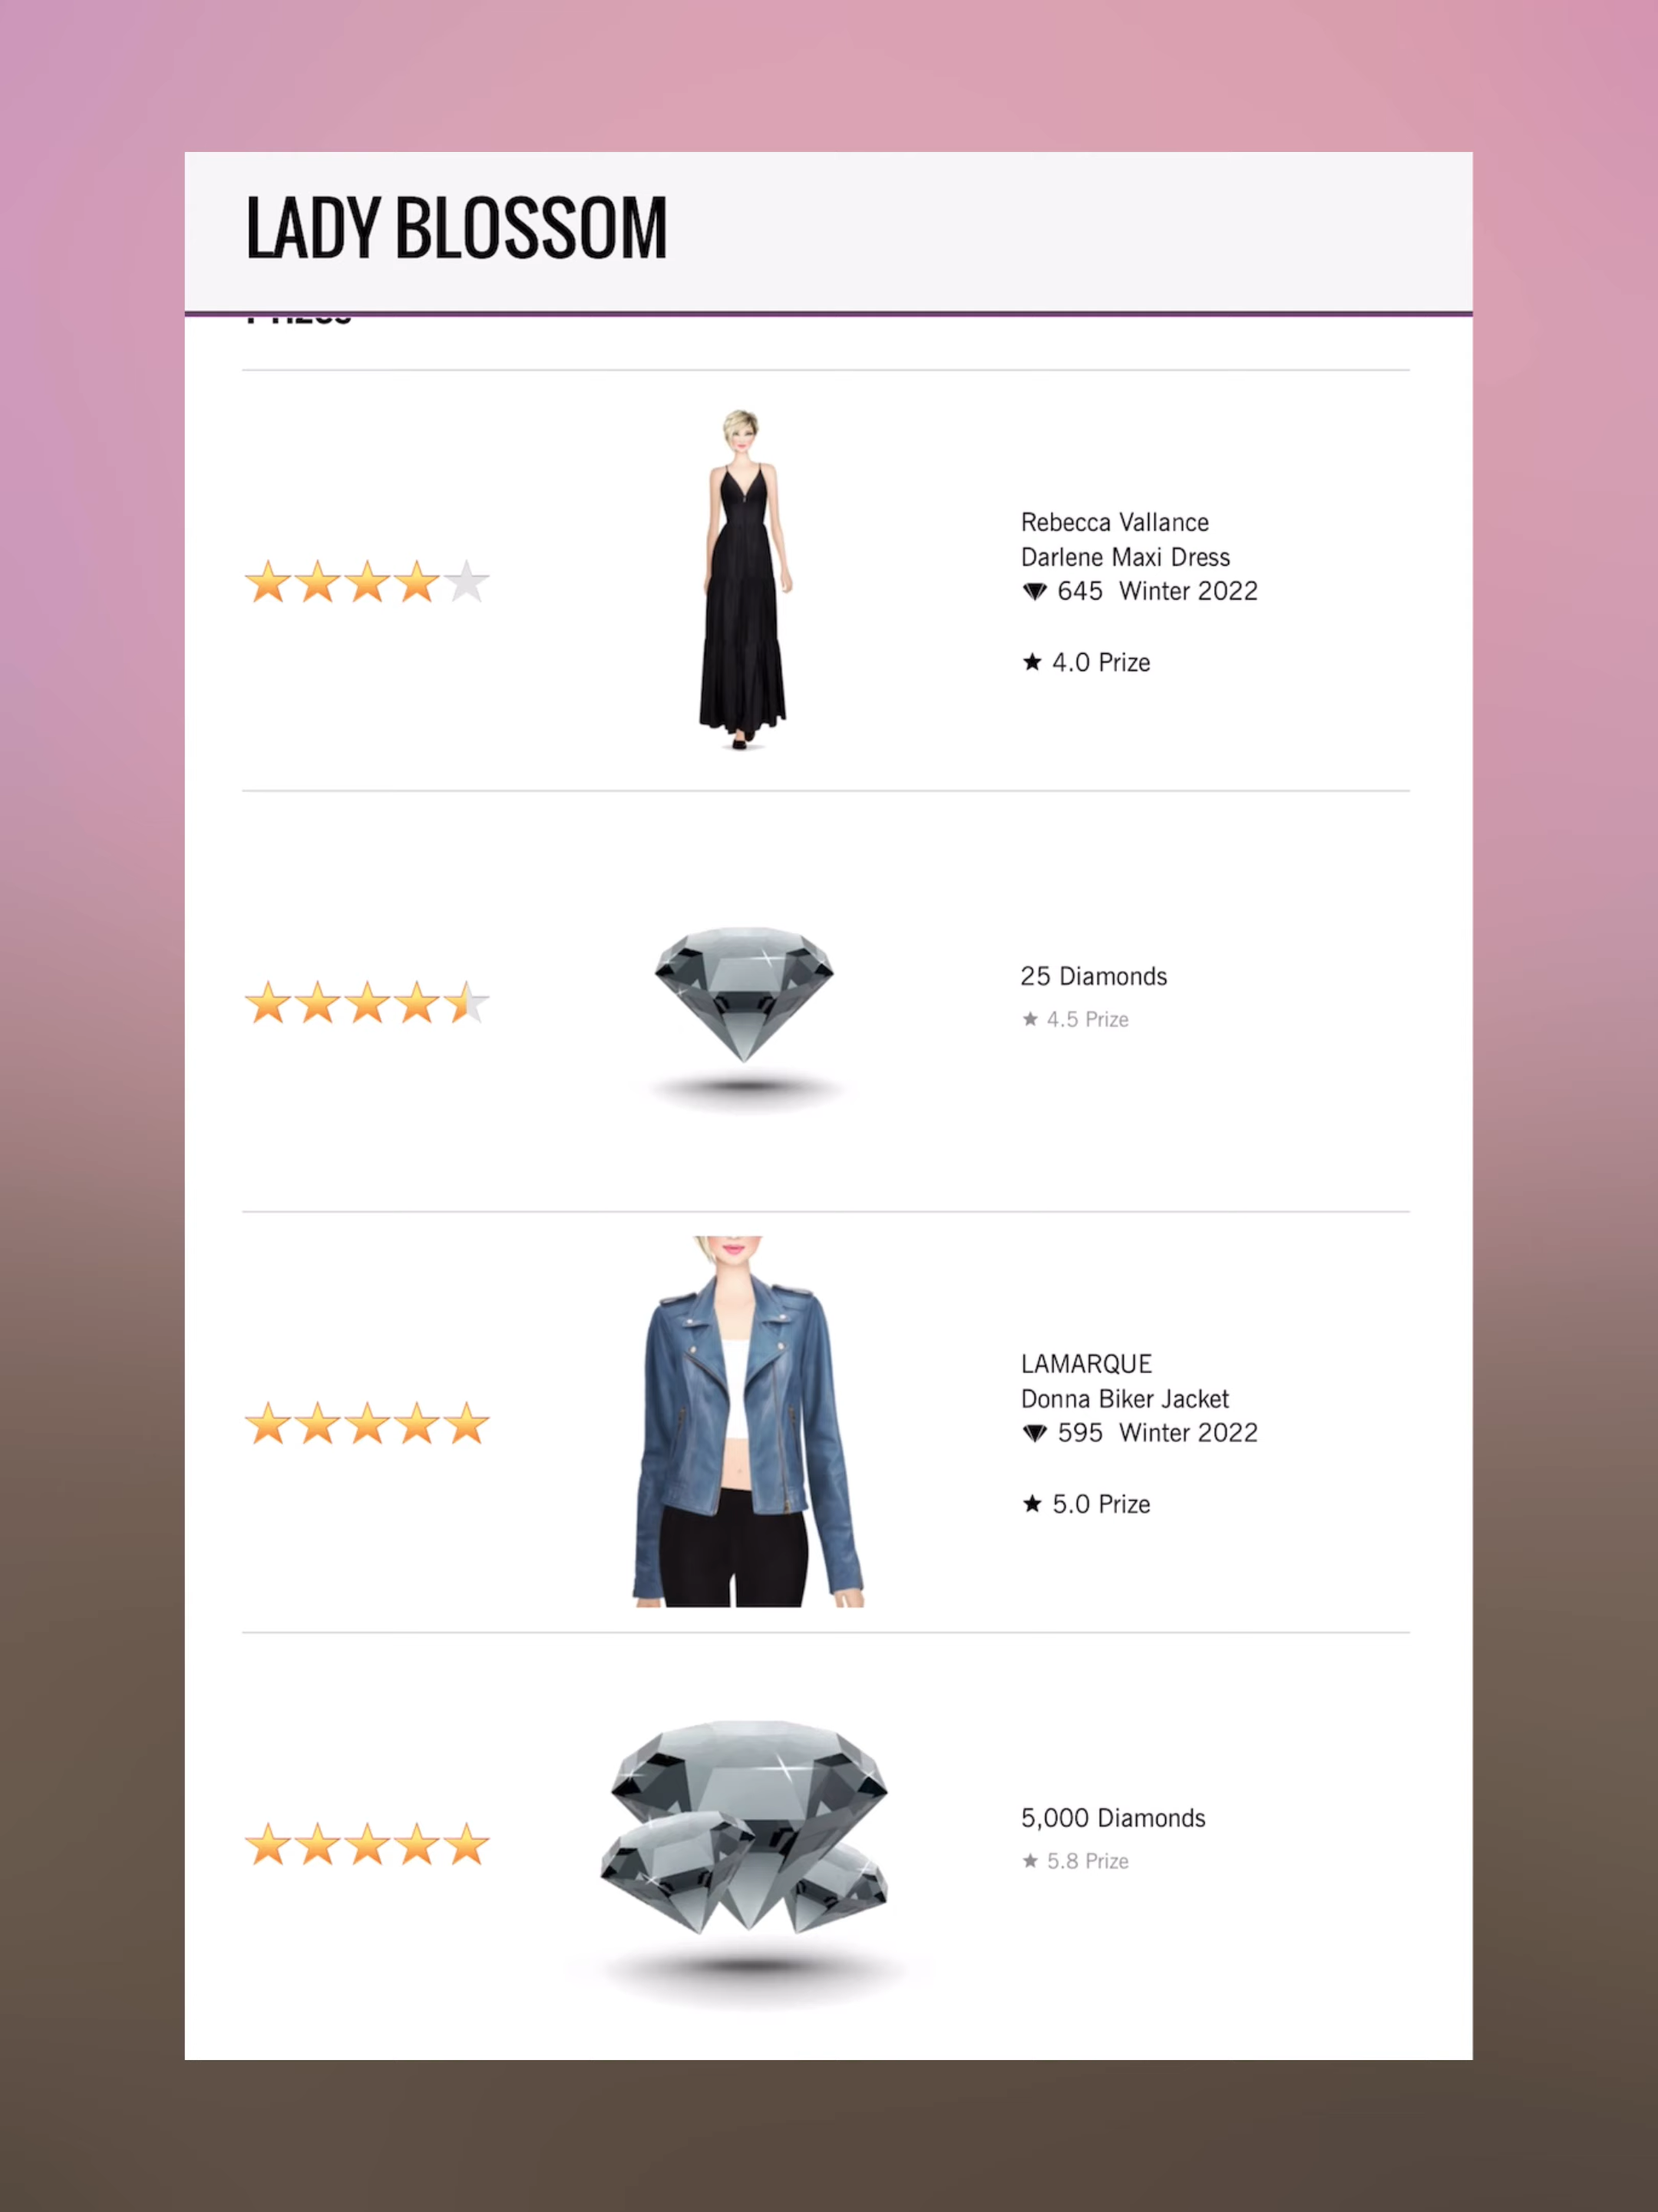 LADY BLOSSOM
Prizes
Rebecca Vallance
Darlene Maxi Dress
645 Winter 2022
★ 4.0 Prize
25 Diamonds
★ 4.5 Prize
LAMARQUE
Donna Biker Jacket
595 Winter 2022
★ 5.0 Prize
5,000 Diamonds
★ 5.8 Prize